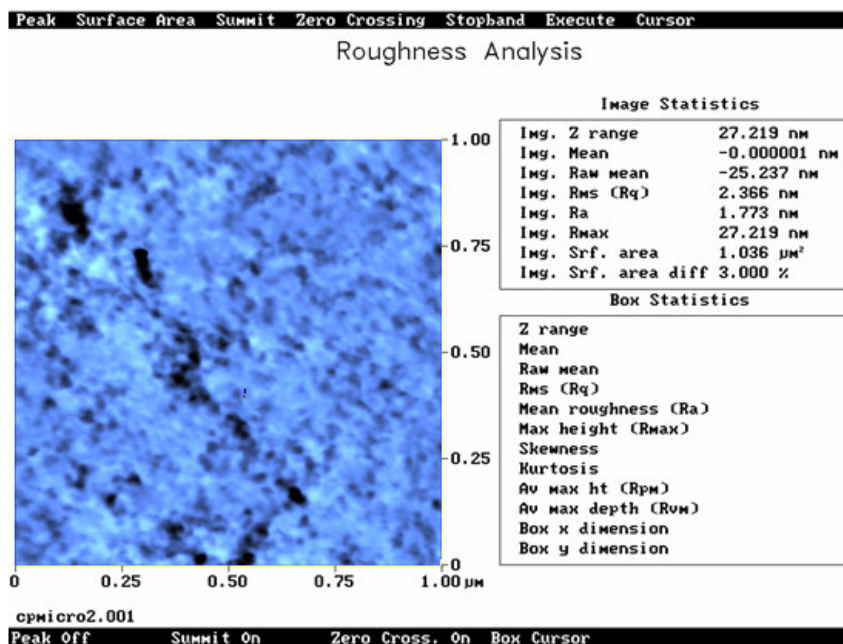 Peak Surface Area Summit Zero Crossing Stopband Execute Cursor
Roughness Analysis
Image Statistics
Img. Z range 27.219 nm
Img. Mean -0.000001 nm
Img. Raw mean -25.237 nm
Img. Rms (Rq) 2.366 nm
Img. Ra 1.773 nm
Img. Rmax 27.219 nm
Img. Srf. area 1.036 µm²
Img. Srf. area diff 3.000 %
Box Statistics
Z range
Mean
Raw mean
Rms (Rq)
Mean roughness (Ra)
Max height (Rmax)
Skewness
Kurtosis
Av max ht (Rpm)
Av max depth (Rvm)
Box x dimension
Box y dimension
1.00
0.75
0.50
0.25
0
0 0.25 0.50 0.75 1.00 µm
cpmicro2.001
Peak Off Summit On Zero Cross. On Box Cursor